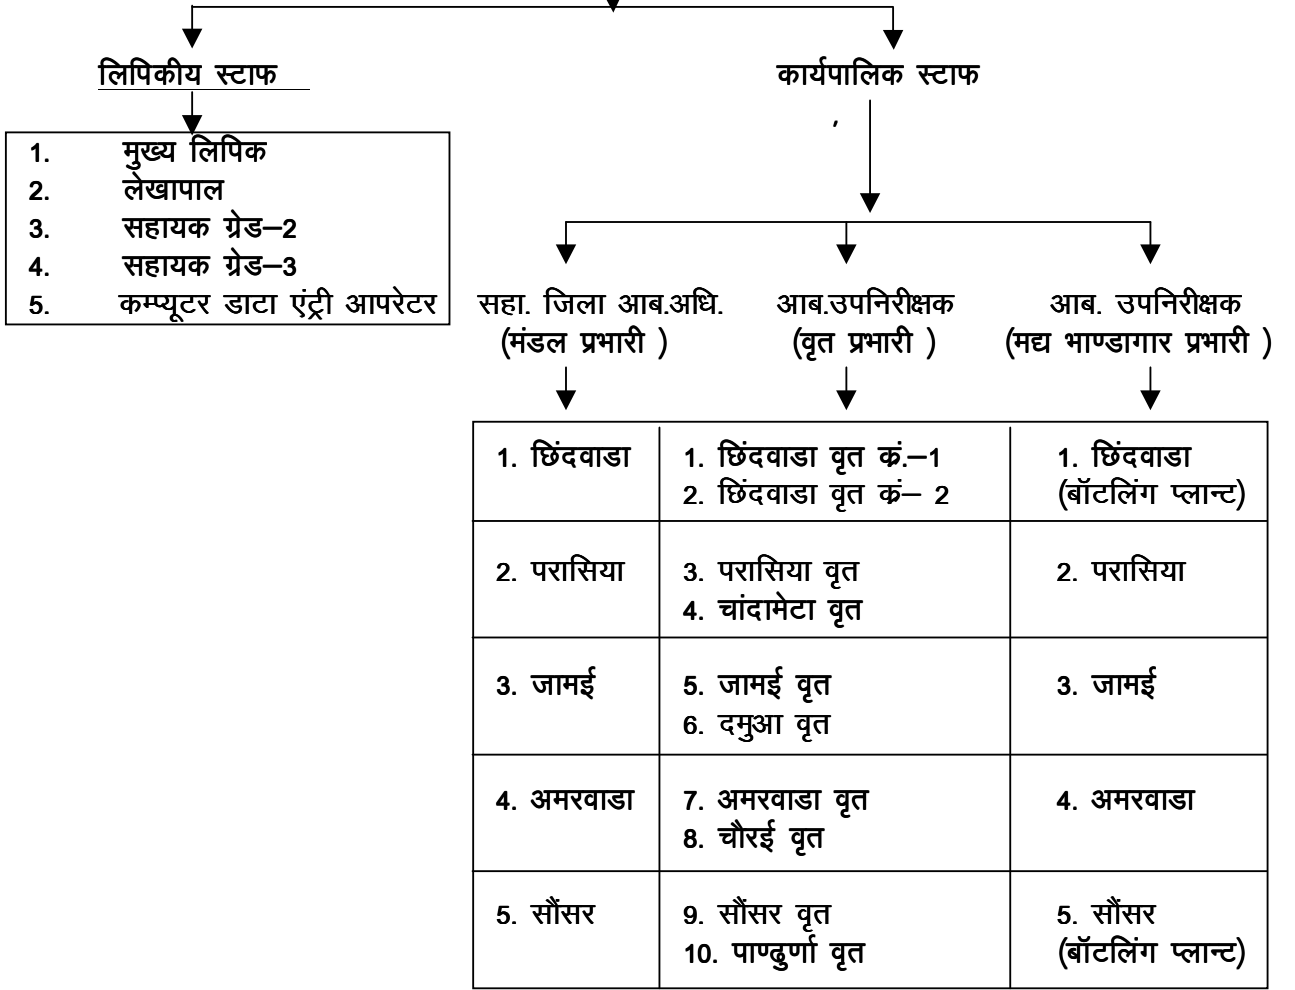 लिपिकीय स्टाफ
कार्यपालिक स्टाफ
,
1. मुख्य लिपिक
2. लेखापाल
3. सहायक ग्रेड–2
4. सहायक ग्रेड–3
5. कम्प्यूटर डाटा एंट्री आपरेटर
सहा. जिला आब.अधि.
(मंडल प्रभारी )
आब.उपनिरीक्षक
(वृत प्रभारी )
आब. उपनिरीक्षक
(मद्य भाण्डागार प्रभारी )
1. छिंदवाडा
1. छिंदवाडा वृत क्रं.–1
2. छिंदवाडा वृत क्रं– 2
1. छिंदवाडा
(बॉटलिंग प्लान्ट)
2. परासिया
3. परासिया वृत
4. चांदामेटा वृत
2. परासिया
3. जामई
5. जामई वृत
6. दमुआ वृत
3. जामई
4. अमरवाडा
7. अमरवाडा वृत
8. चौरई वृत
4. अमरवाडा
5. सौंसर
9. सौंसर वृत
10. पाण्ढुर्णा वृत
5. सौंसर
(बॉटलिंग प्लान्ट)